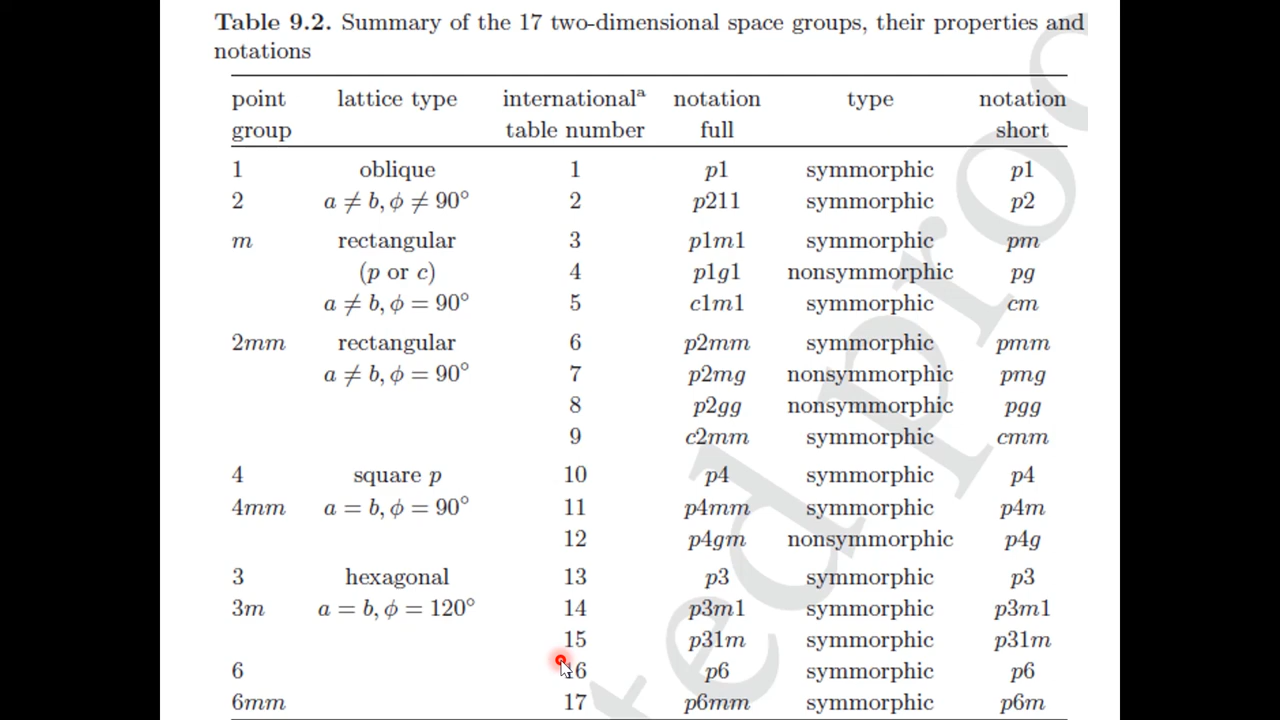 Table 9.2. Summary of the 17 two-dimensional space groups, their properties and
notations
point lattice type internationalᵃ notation type notation
group table number full short
1 oblique 1 p1 symmorphic p1
2 a ≠ b, ϕ ≠ 90° 2 p211 symmorphic p2
m rectangular 3 p1m1 symmorphic pm
(p or c) 4 p1g1 nonsymmorphic pg
a ≠ b, ϕ = 90° 5 c1m1 symmorphic cm
2mm rectangular 6 p2mm symmorphic pmm
a ≠ b, ϕ = 90° 7 p2mg nonsymmorphic pmg
8 p2gg nonsymmorphic pgg
9 c2mm symmorphic cmm
4 square p 10 p4 symmorphic p4
4mm a = b, ϕ = 90° 11 p4mm symmorphic p4m
12 p4gm nonsymmorphic p4g
3 hexagonal 13 p3 symmorphic p3
3m a = b, ϕ = 120° 14 p3m1 symmorphic p3m1
15 p31m symmorphic p31m
6 16 p6 symmorphic p6
6mm 17 p6mm symmorphic p6m
ted proo